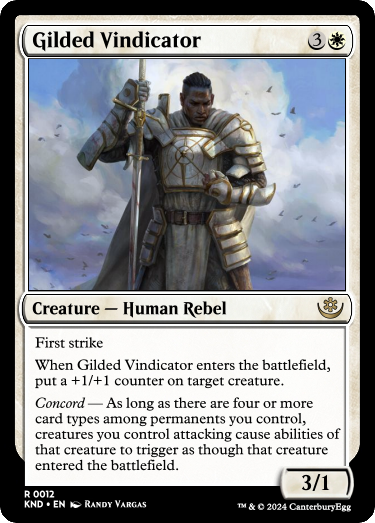 Gilded Vindicator 3
Creature — Human Rebel
First strike
When Gilded Vindicator enters the battlefield,
put a +1/+1 counter on target creature.
Concord — As long as there are four or more
card types among permanents you control,
creatures you control attacking cause abilities of
that creature to trigger as though that creature
entered the battlefield.
3/1
R 0012
KND • EN Randy Vargas
™ & © 2024 CanterburyEgg